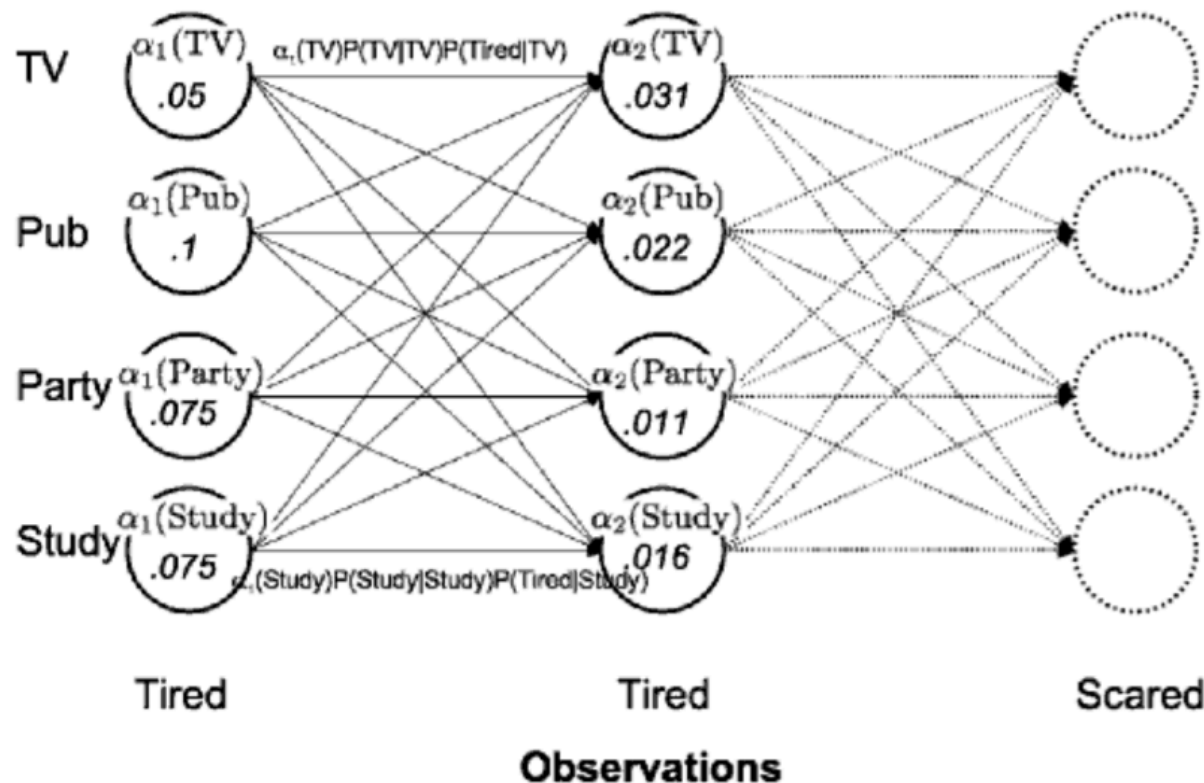 TV
α₁(TV)
.05
α₁(TV)P(TV|TV)P(Tired|TV)
α₂(TV)
.031
Pub
α₁(Pub)
.1
α₂(Pub)
.022
Party
α₁(Party)
.075
α₂(Party)
.011
Study
α₁(Study)
.075
α₁(Study)P(Study|Study)P(Tired|Study)
α₂(Study)
.016
Tired
Tired
Scared
Observations